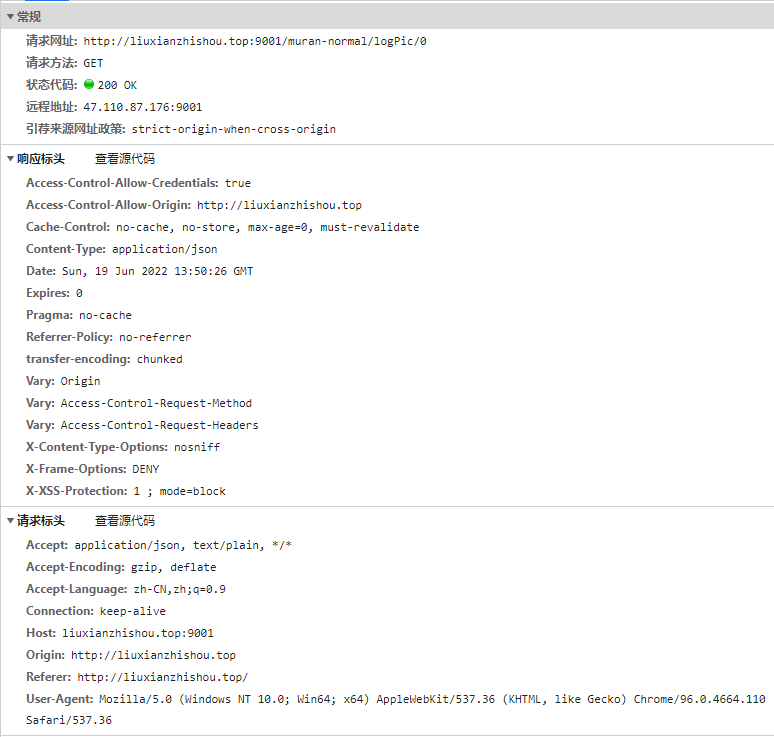 常规
请求网址: http://liuxianzhishou.top:9001/muran-normal/logPic/0
请求方法: GET
状态代码: 200 OK
远程地址: 47.110.87.176:9001
引荐来源网址政策: strict-origin-when-cross-origin
响应标头 查看源代码
Access-Control-Allow-Credentials: true
Access-Control-Allow-Origin: http://liuxianzhishou.top
Cache-Control: no-cache, no-store, max-age=0, must-revalidate
Content-Type: application/json
Date: Sun, 19 Jun 2022 13:50:26 GMT
Expires: 0
Pragma: no-cache
Referrer-Policy: no-referrer
transfer-encoding: chunked
Vary: Origin
Vary: Access-Control-Request-Method
Vary: Access-Control-Request-Headers
X-Content-Type-Options: nosniff
X-Frame-Options: DENY
X-XSS-Protection: 1 ; mode=block
请求标头 查看源代码
Accept: application/json, text/plain, */*
Accept-Encoding: gzip, deflate
Accept-Language: zh-CN,zh;q=0.9
Connection: keep-alive
Host: liuxianzhishou.top:9001
Origin: http://liuxianzhishou.top
Referer: http://liuxianzhishou.top/
User-Agent: Mozilla/5.0 (Windows NT 10.0; Win64; x64) AppleWebKit/537.36 (KHTML, like Gecko) Chrome/96.0.4664.110
Safari/537.36